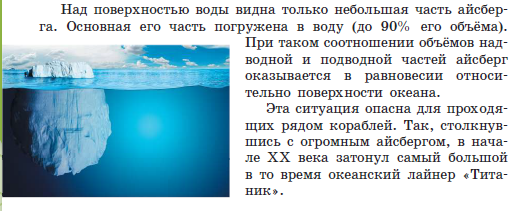 Над поверхностью воды видна только небольшая часть айсбер-
га. Основная его часть погружена в воду (до 90% его объёма).
При таком соотношении объёмов над-
водной и подводной частей айсберг
оказывается в равновесии относи-
тельно поверхности океана.
Эта ситуация опасна для проходя-
щих рядом кораблей. Так, столкнув-
шись с огромным айсбергом, в нача-
ле XX века затонул самый большой
в то время океанский лайнер «Тита-
ник».